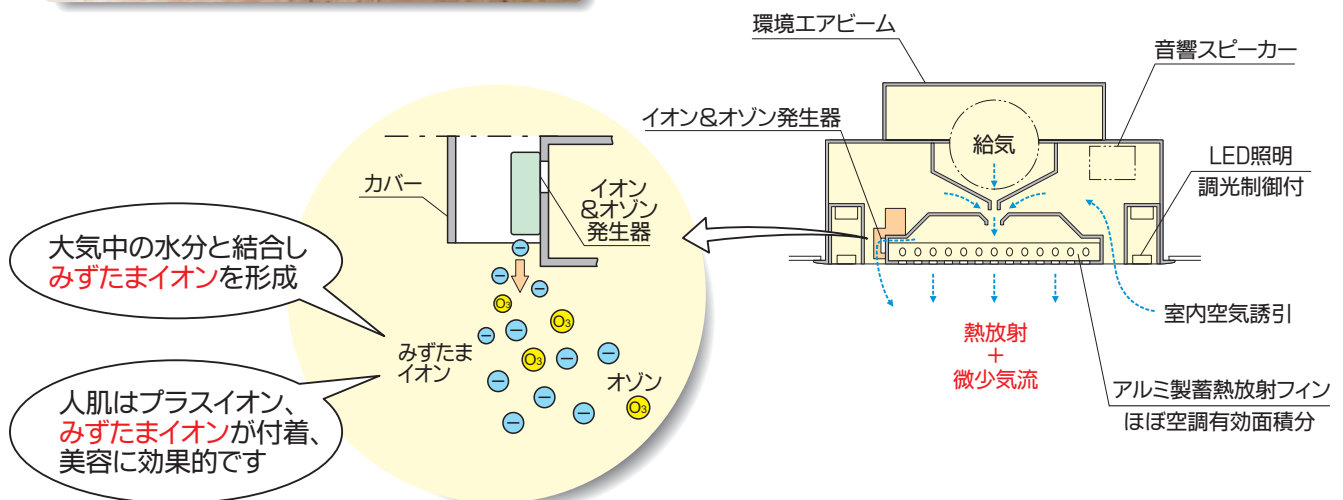 環境エアビーム
音響スピーカー
イオン&オゾン発生器
給気
LED照明
調光制御付
カバー
イオン
&オゾン
発生器
大気中の水分と結合し
みずたまイオンを形成
−
−
−
O3
−
O3
−
O3
−
−
みずたま
イオン
−
−
−
−
オゾン
O3
室内空気誘引
熱放射
+
微少気流
アルミ製蓄熱放射フィン
ほぼ空調有効面積分
人肌はプラスイオン、
みずたまイオンが付着、
美容に効果的です